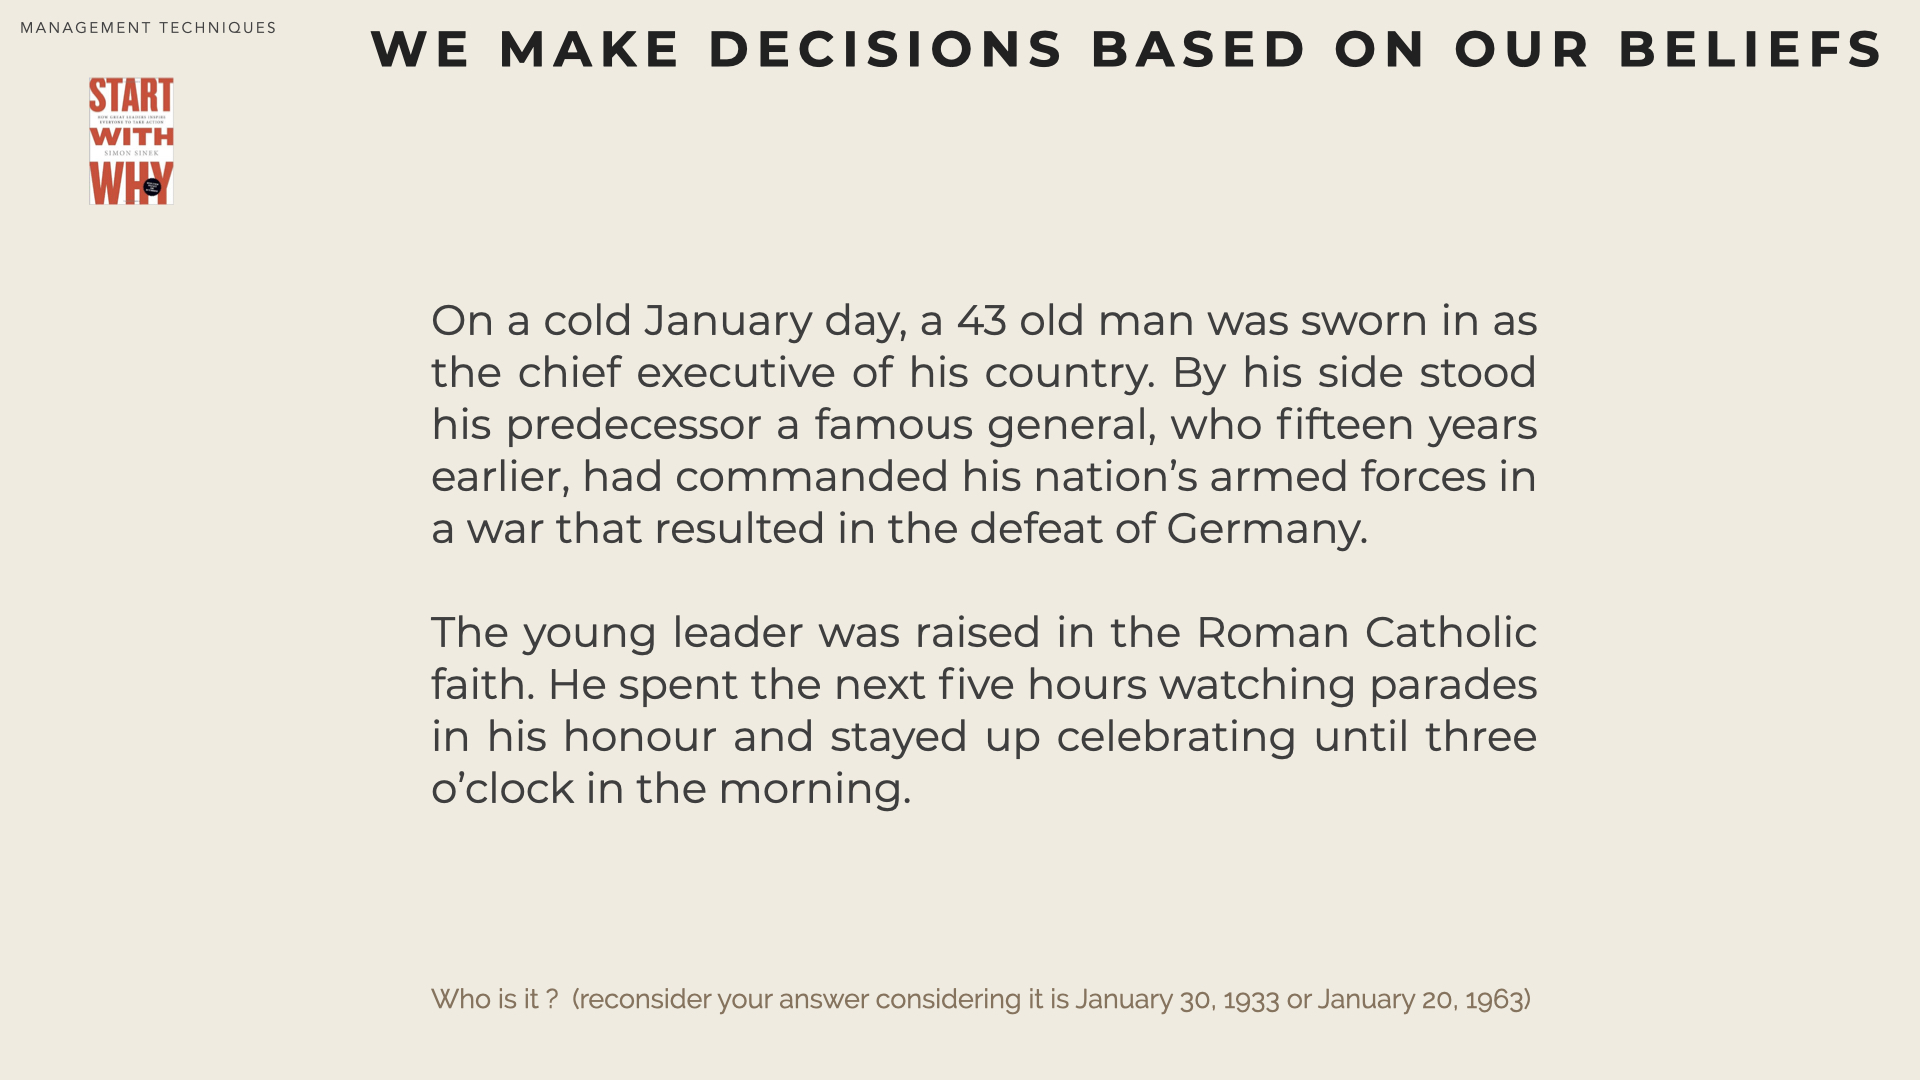 MANAGEMENT TECHNIQUES
WE MAKE DECISIONS BASED ON OUR BELIEFS
START
HOW GREAT LEADERS INSPIRE
EVERYONE TO TAKE ACTION
WITH
SIMON SINEK
WHY
On a cold January day, a 43 old man was sworn in as
the chief executive of his country. By his side stood
his predecessor a famous general, who fifteen years
earlier, had commanded his nation’s armed forces in
a war that resulted in the defeat of Germany.
The young leader was raised in the Roman Catholic
faith. He spent the next five hours watching parades
in his honour and stayed up celebrating until three
o’clock in the morning.
Who is it ? (reconsider your answer considering it is January 30, 1933 or January 20, 1963)